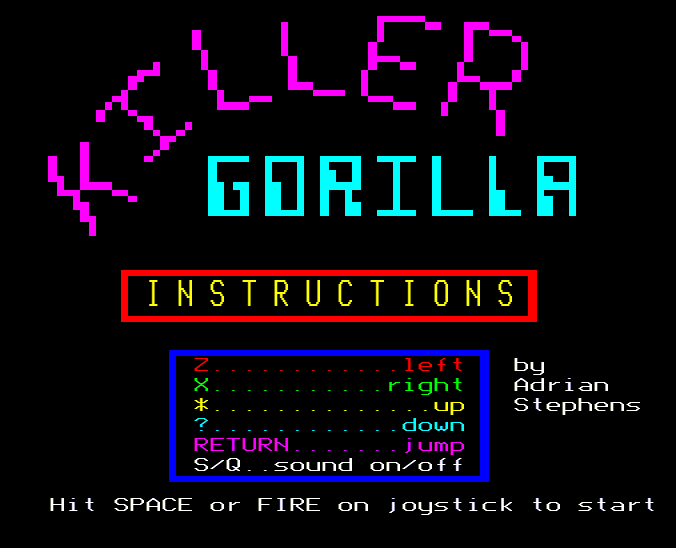 KILLER
GORILLA
INSTRUCTIONS
Z............left
X...........right
*..............up
?............down
RETURN.......jump
S/Q..sound on/off
by
Adrian
Stephens
Hit SPACE or FIRE on joystick to start